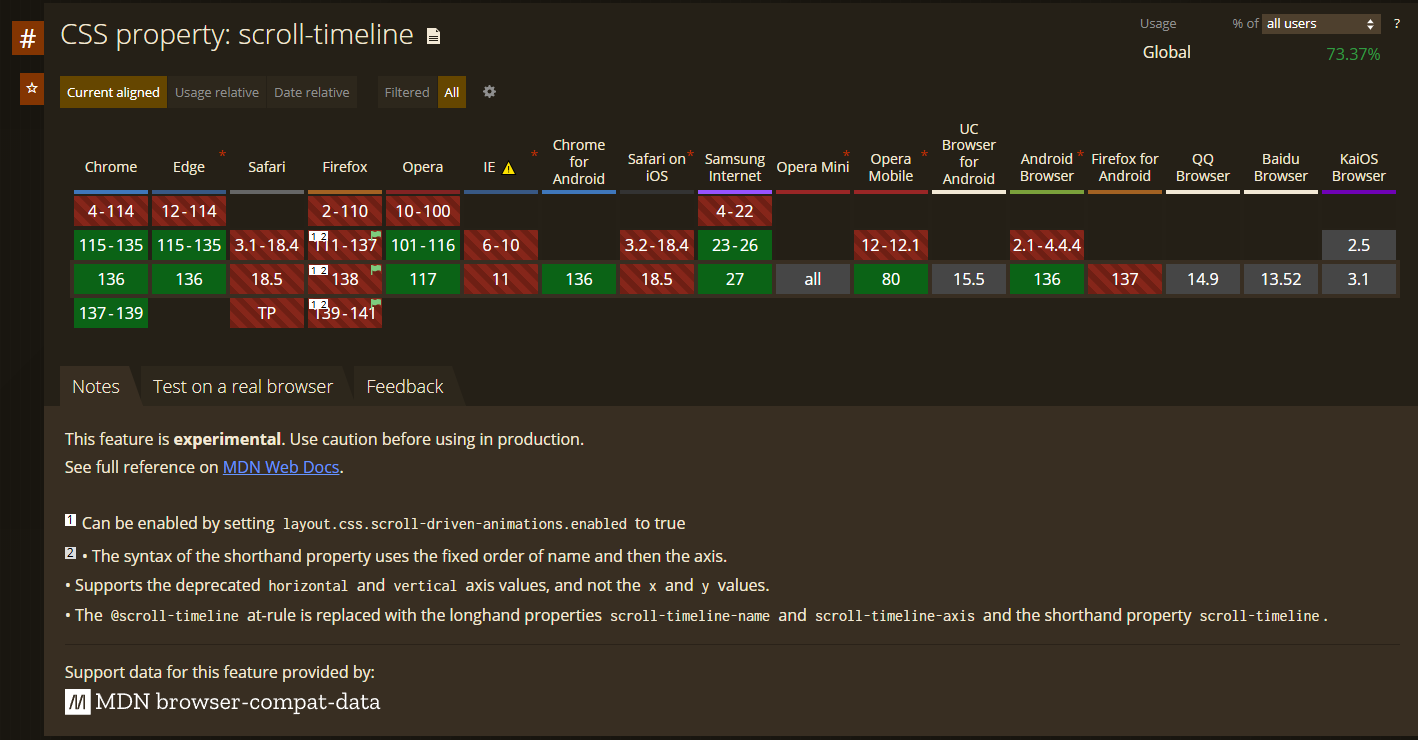 # CSS property: scroll-timeline
Usage % of all users ?
Global 73.37%
☆
Current aligned Usage relative Date relative Filtered All
Chrome Edge * Safari Firefox Opera IE * Chrome for Android Safari on iOS * Samsung Internet Opera Mini * Opera Mobile * UC Browser for Android Android Browser * Firefox for Android QQ Browser Baidu Browser KaiOS Browser
4-114 12-114 2-110 10-100 4-22
115-135 115-135 3.1-18.4 1 2 111-137 101-116 6-10 3.2-18.4 23-26 12-12.1 2.1-4.4.4 2.5
136 136 18.5 1 2 138 117 11 136 18.5 27 all 80 15.5 136 137 14.9 13.52 3.1
137-139 TP 1 2 139-141
Notes Test on a real browser Feedback
This feature is experimental. Use caution before using in production.
See full reference on MDN Web Docs.
1 Can be enabled by setting layout.css.scroll-driven-animations.enabled to true
2 • The syntax of the shorthand property uses the fixed order of name and then the axis.
• Supports the deprecated horizontal and vertical axis values, and not the x and y values.
• The @scroll-timeline at-rule is replaced with the longhand properties scroll-timeline-name and scroll-timeline-axis and the shorthand property scroll-timeline.
Support data for this feature provided by:
MDN browser-compat-data